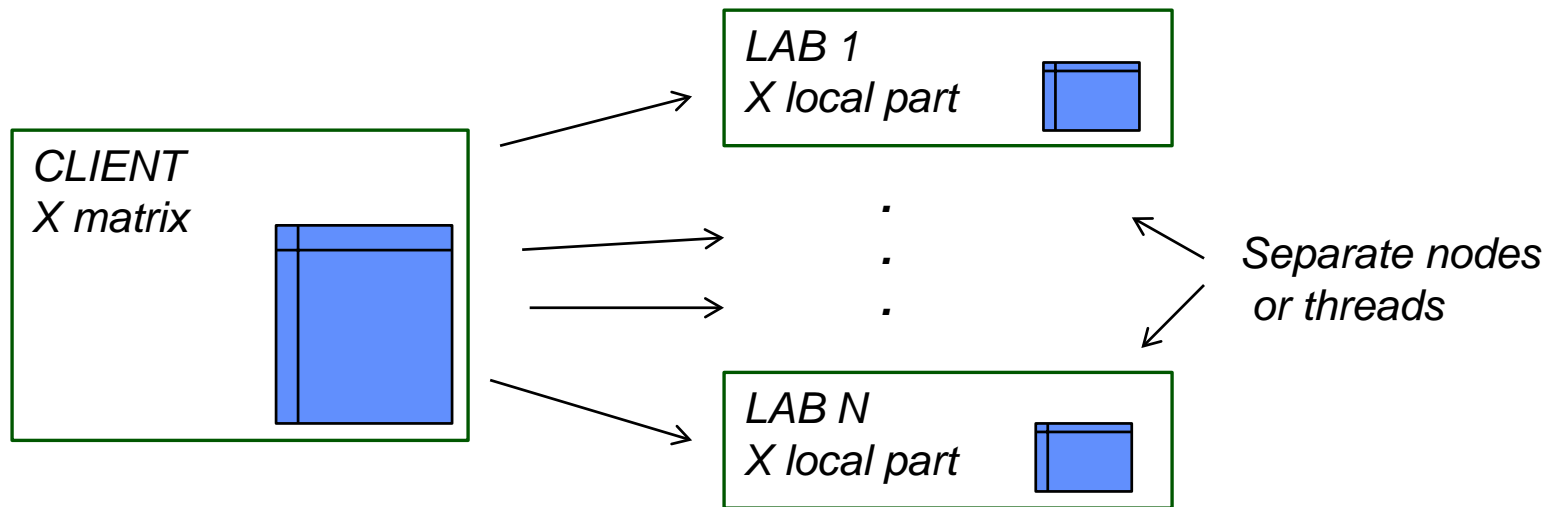 CLIENT
X matrix
LAB 1
X local part
.
.
.
LAB N
X local part
Separate nodes
or threads